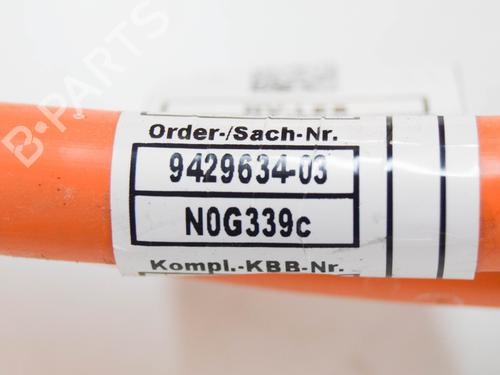 B-PARTS
Order-/Sach-Nr.
9429634-03
N0G339c
Kompl.-KBB-Nr.